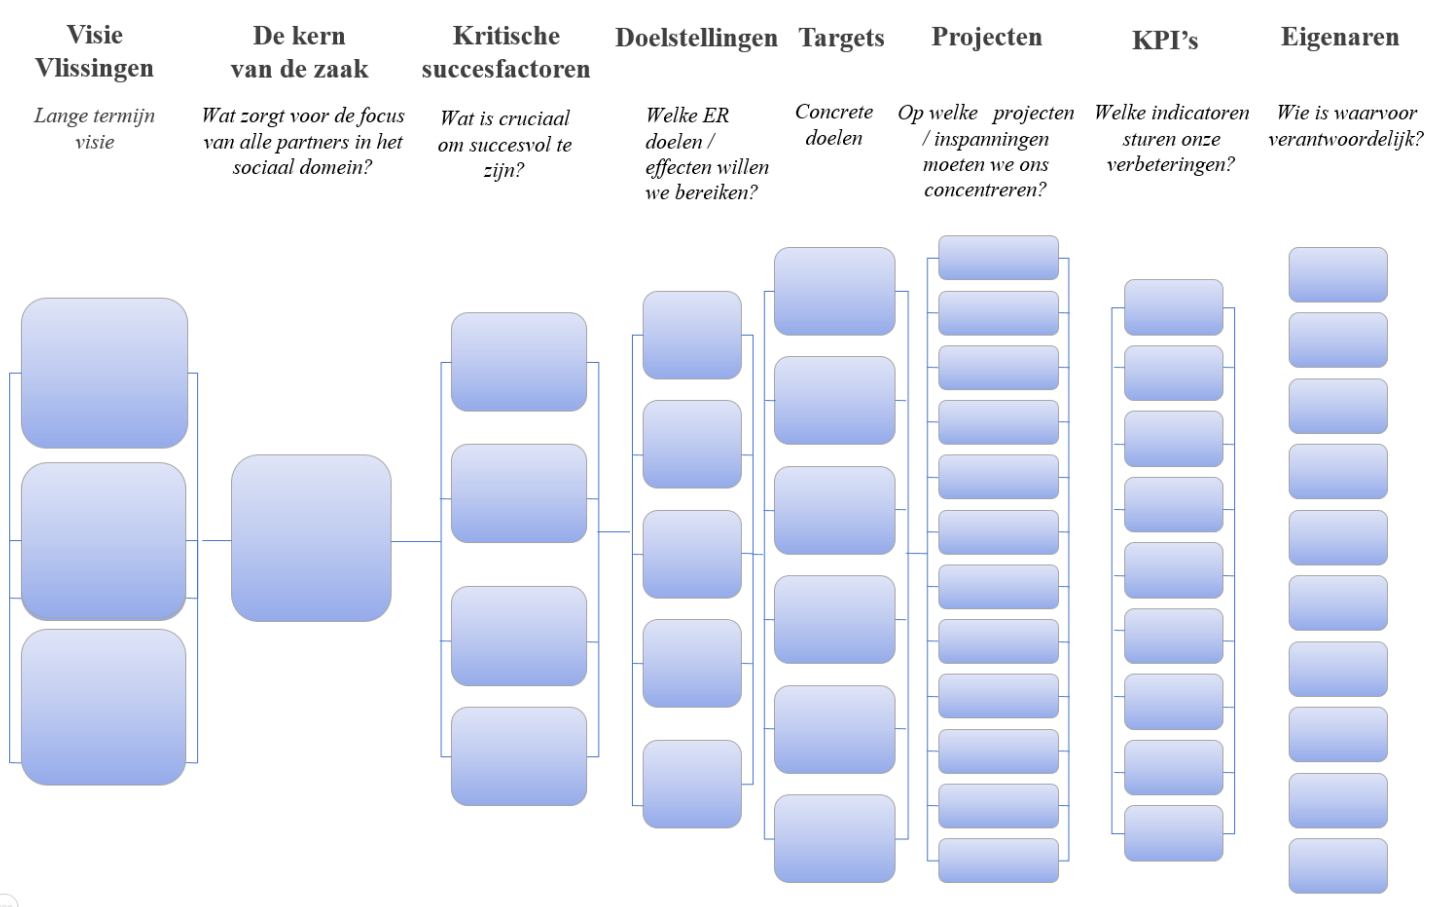 Visie
Vlissingen
Lange termijn
visie
De kern
van de zaak
Wat zorgt voor de focus
van alle partners in het
sociaal domein?
Kritische
succesfactoren
Wat is cruciaal
om succesvol te
zijn?
Doelstellingen
Welke ER
doelen /
effecten willen
we bereiken?
Targets
Concrete
doelen
Projecten
Op welke projecten
/ inspanningen
moeten we ons
concentreren?
KPI’s
Welke indicatoren
sturen onze
verbeteringen?
Eigenaren
Wie is waarvoor
verantwoordelijk?